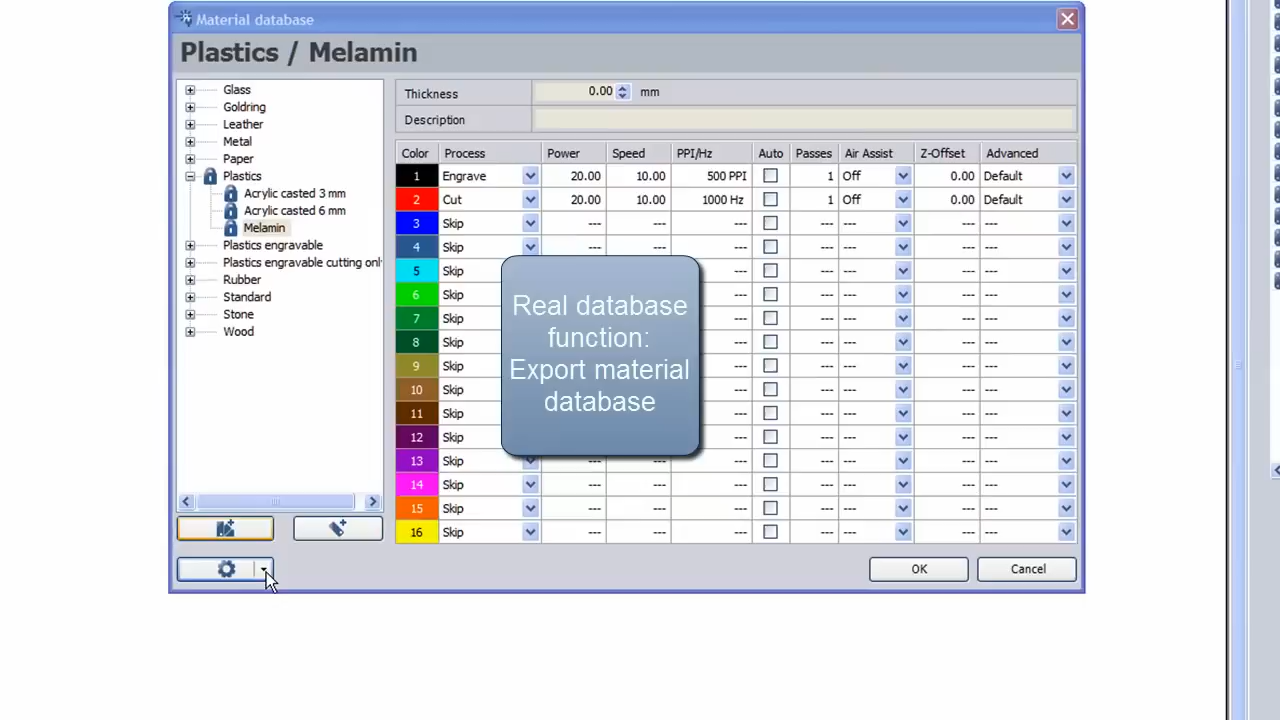 Material database
Plastics / Melamin
Glass
Goldring
Leather
Metal
Paper
Plastics
Acrylic casted 3 mm
Acrylic casted 6 mm
Melamin
Plastics engravable
Plastics engravable cutting onl
Rubber
Standard
Stone
Wood
Thickness 0.00 mm
Description
Color Process Power Speed PPI/Hz Auto Passes Air Assist Z-Offset Advanced
1 Engrave 20.00 10.00 500 PPI 1 Off 0.00 Default
2 Cut 20.00 10.00 1000 Hz 1 Off 0.00 Default
3 Skip --- --- --- --- --- --- ---
4 Skip --- --- --- --- --- --- ---
5 Skip --- --- --- --- ---
6 Skip --- --- --- --- ---
7 Skip --- --- --- --- ---
8 Skip --- --- --- --- ---
9 Skip --- --- --- --- ---
10 Skip --- --- --- --- ---
11 Skip --- --- --- --- ---
12 Skip --- --- --- --- ---
13 Skip --- --- --- --- --- --- ---
14 Skip --- --- --- --- --- --- ---
15 Skip --- --- --- --- --- --- ---
16 Skip --- --- --- --- --- --- ---
Real database
function:
Export material
database
OK Cancel